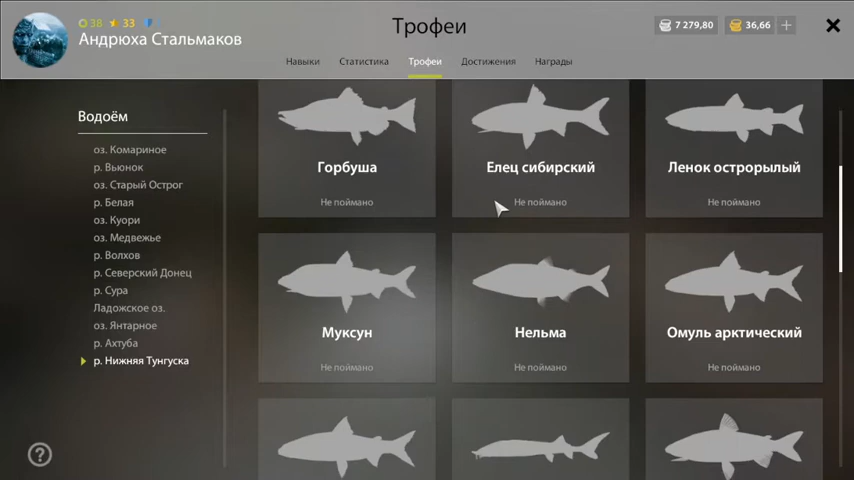 38 33
Андрюха Стальмаков
Трофеи
7 279,80 36,66 +
Навыки Статистика Трофеи Достижения Награды
Водоём
оз. Комариное
р. Вьюнок
оз. Старый Острог
р. Белая
оз. Куори
оз. Медвежье
р. Волхов
р. Северский Донец
р. Сура
Ладожское оз.
оз. Янтарное
р. Ахтуба
р. Нижняя Тунгуска
Горбуша Елец сибирский Ленок острорылый
Не поймано Не поймано Не поймано
Муксун Нельма Омуль арктический
Не поймано Не поймано Не поймано
?